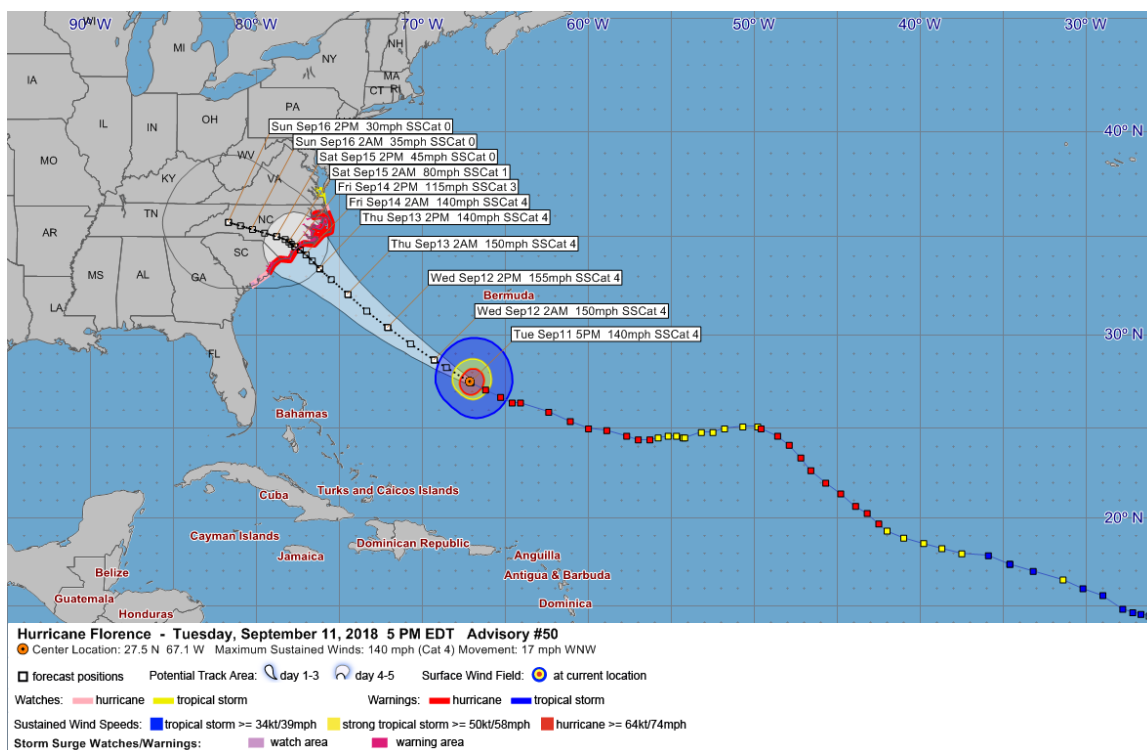 90° W
80° W
70° W
60° W
50° W
40° W
30° W
WI
MI
NY
NH
MA
CT
RI
IA
PA
OH
IL
IN
40° N
Sun Sep16 2PM 30mph SSCat 0
Sun Sep16 2AM 35mph SSCat 0
MO
WV
Sat Sep15 2PM 45mph SSCat 0
KY
VA
Sat Sep15 2AM 80mph SSCat 1
Fri Sep14 2PM 115mph SSCat 3
Fri Sep14 2AM 140mph SSCat 4
TN
NC
Thu Sep13 2PM 140mph SSCat 4
AR
Thu Sep13 2AM 150mph SSCat 4
SC
MS
AL
GA
Wed Sep12 2PM 155mph SSCat 4
Bermuda
LA
Wed Sep12 2AM 150mph SSCat 4
Tue Sep11 5PM 140mph SSCat 4
30° N
FL
Bahamas
Cuba
Turks and Caicos Islands
20° N
Cayman Islands
Jamaica
Dominican Republic
Anguilla
Belize
Antigua & Barbuda
Guatemala
Dominica
Honduras
Hurricane Florence - Tuesday, September 11, 2018 5 PM EDT Advisory #50
Center Location: 27.5 N 67.1 W Maximum Sustained Winds: 140 mph (Cat 4) Movement: 17 mph WNW
forecast positions Potential Track Area: day 1-3 day 4-5 Surface Wind Field: at current location
Watches: hurricane tropical storm Warnings: hurricane tropical storm
Sustained Wind Speeds: tropical storm >= 34kt/39mph strong tropical storm >= 50kt/58mph hurricane >= 64kt/74mph
Storm Surge Watches/Warnings: watch area warning area